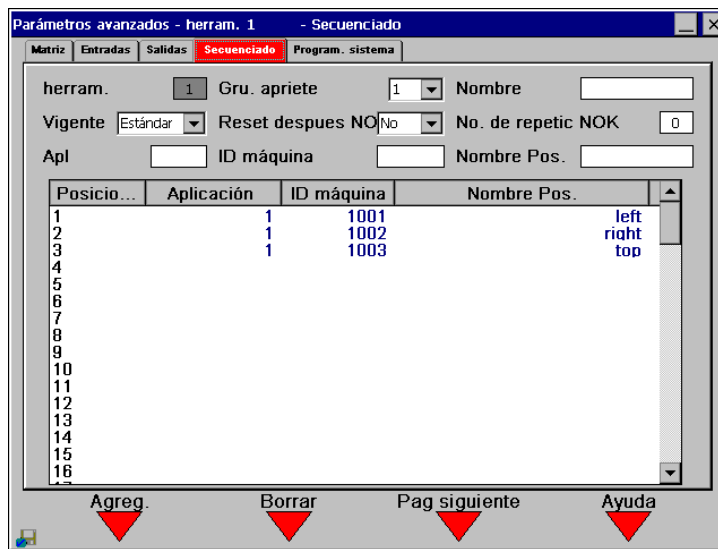 Parámetros avanzados - herram. 1 - Secuenciado
Matriz Entradas Salidas Secuenciado Program. sistema
herram. 1 Gru. apriete 1 Nombre
Vigente Estándar Reset despues NO No No. de repetic NOK 0
Apl ID máquina Nombre Pos.
Posicio... Aplicación ID máquina Nombre Pos.
1 1 1001 left
2 1 1002 right
3 1 1003 top
4
5
6
7
8
9
10
11
12
13
14
15
16
Agreg. Borrar Pag siguiente Ayuda